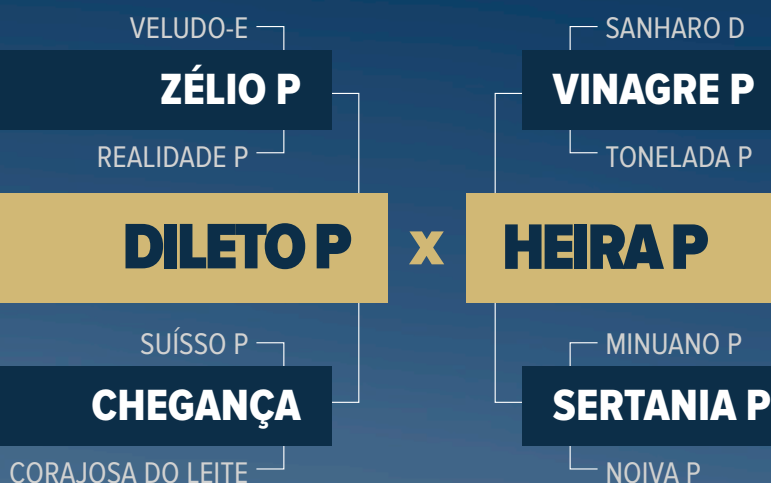 VELUDO-E
SANHARO D
ZÉLIO P
VINAGRE P
REALIDADE P
TONELADA P
DILETO P x HEIRA P
SUÍSSO P
MINUANO P
CHEGANÇA
SERTANIA P
CORAJOSA DO LEITE
NOIVA P